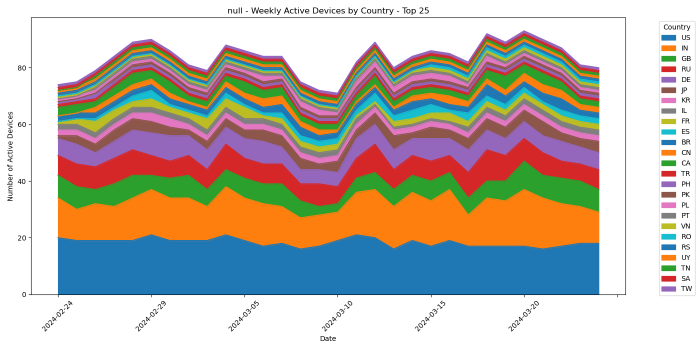 null - Weekly Active Devices by Country - Top 25
Number of Active Devices
80
60
40
20
0
2024-02-24
2024-02-29
2024-03-05
2024-03-10
2024-03-15
2024-03-20
Date
Country
US
IN
GB
RU
DE
JP
KR
IL
FR
ES
BR
CN
CA
TR
PH
PK
PL
PT
VN
RO
RS
UY
TN
SA
TW